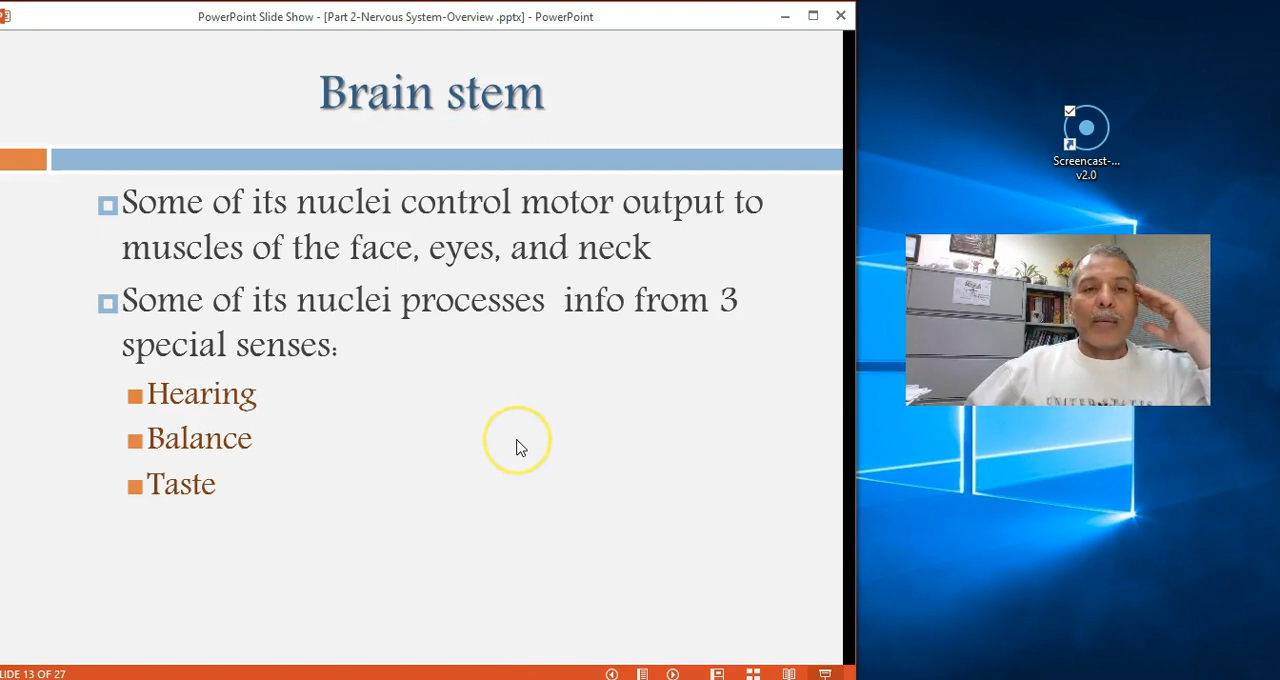 PowerPoint Slide Show - [Part 2-Nervous System-Overview .pptx] - PowerPoint
Brain stem
Some of its nuclei control motor output to
muscles of the face, eyes, and neck
Some of its nuclei processes info from 3
special senses:
Hearing
Balance
Taste
LIDE 13 OF 27
Screencast-...
v2.0
UNITED STATES